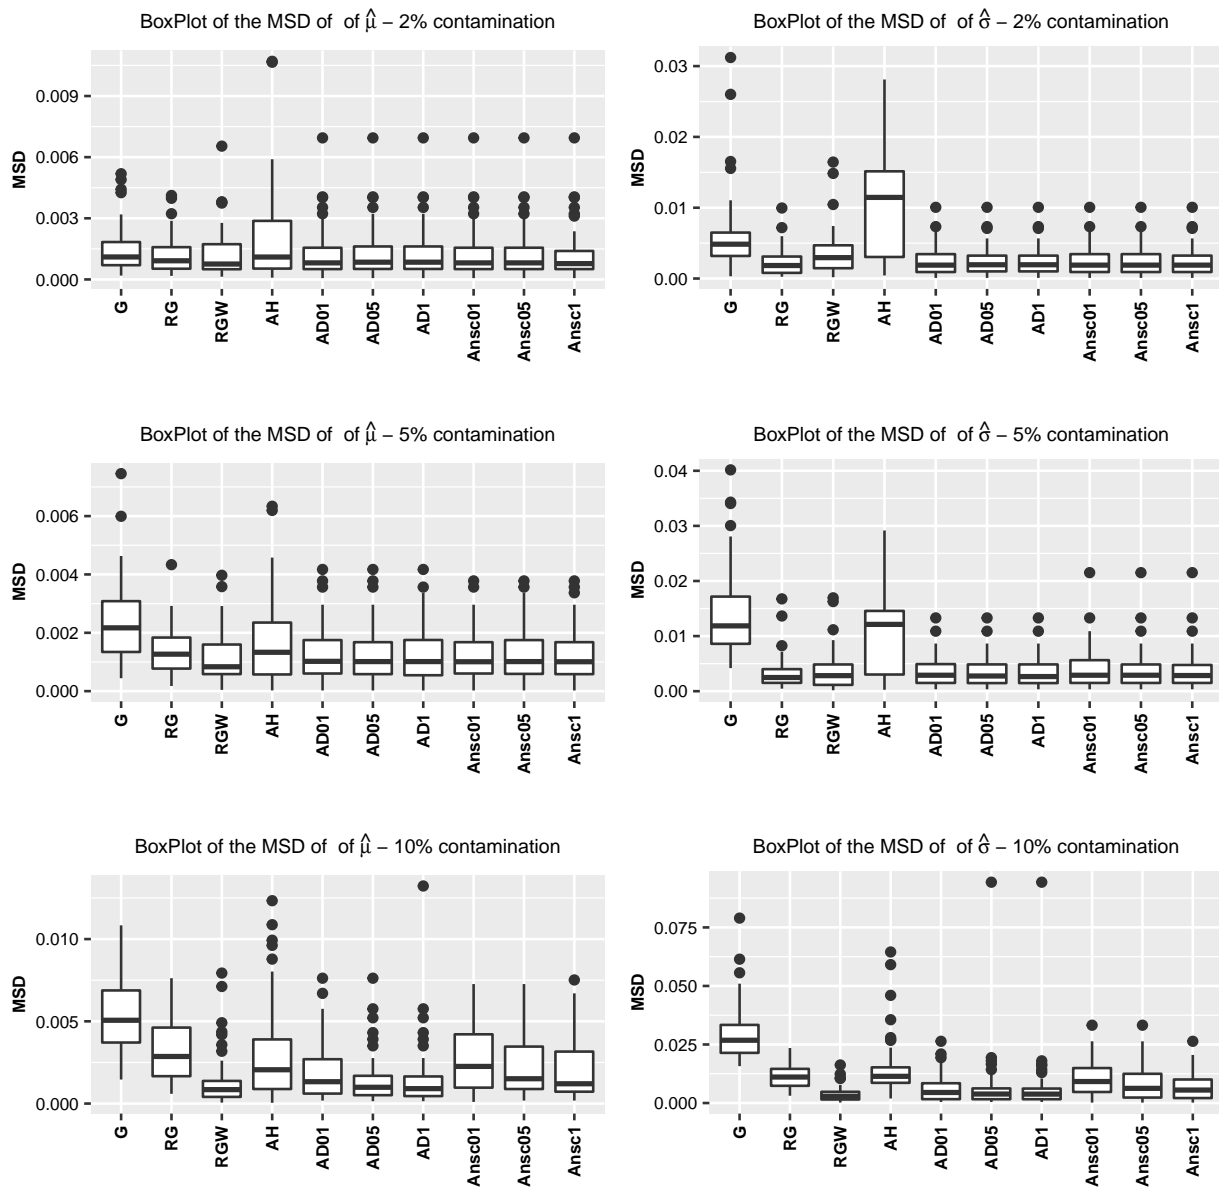 BoxPlot of the MSD of of μ̂ – 2% contamination
MSD
0.009
0.006
0.003
0.000
G RG RGW AH AD01 AD05 AD1 Ansc01 Ansc05 Ansc1
BoxPlot of the MSD of of σ̂ – 2% contamination
MSD
0.03
0.02
0.01
0.00
G RG RGW AH AD01 AD05 AD1 Ansc01 Ansc05 Ansc1
BoxPlot of the MSD of of μ̂ – 5% contamination
MSD
0.006
0.004
0.002
0.000
G RG RGW AH AD01 AD05 AD1 Ansc01 Ansc05 Ansc1
BoxPlot of the MSD of of σ̂ – 5% contamination
MSD
0.04
0.03
0.02
0.01
0.00
G RG RGW AH AD01 AD05 AD1 Ansc01 Ansc05 Ansc1
BoxPlot of the MSD of of μ̂ – 10% contamination
MSD
0.010
0.005
0.000
G RG RGW AH AD01 AD05 AD1 Ansc01 Ansc05 Ansc1
BoxPlot of the MSD of of σ̂ – 10% contamination
MSD
0.075
0.050
0.025
0.000
G RG RGW AH AD01 AD05 AD1 Ansc01 Ansc05 Ansc1